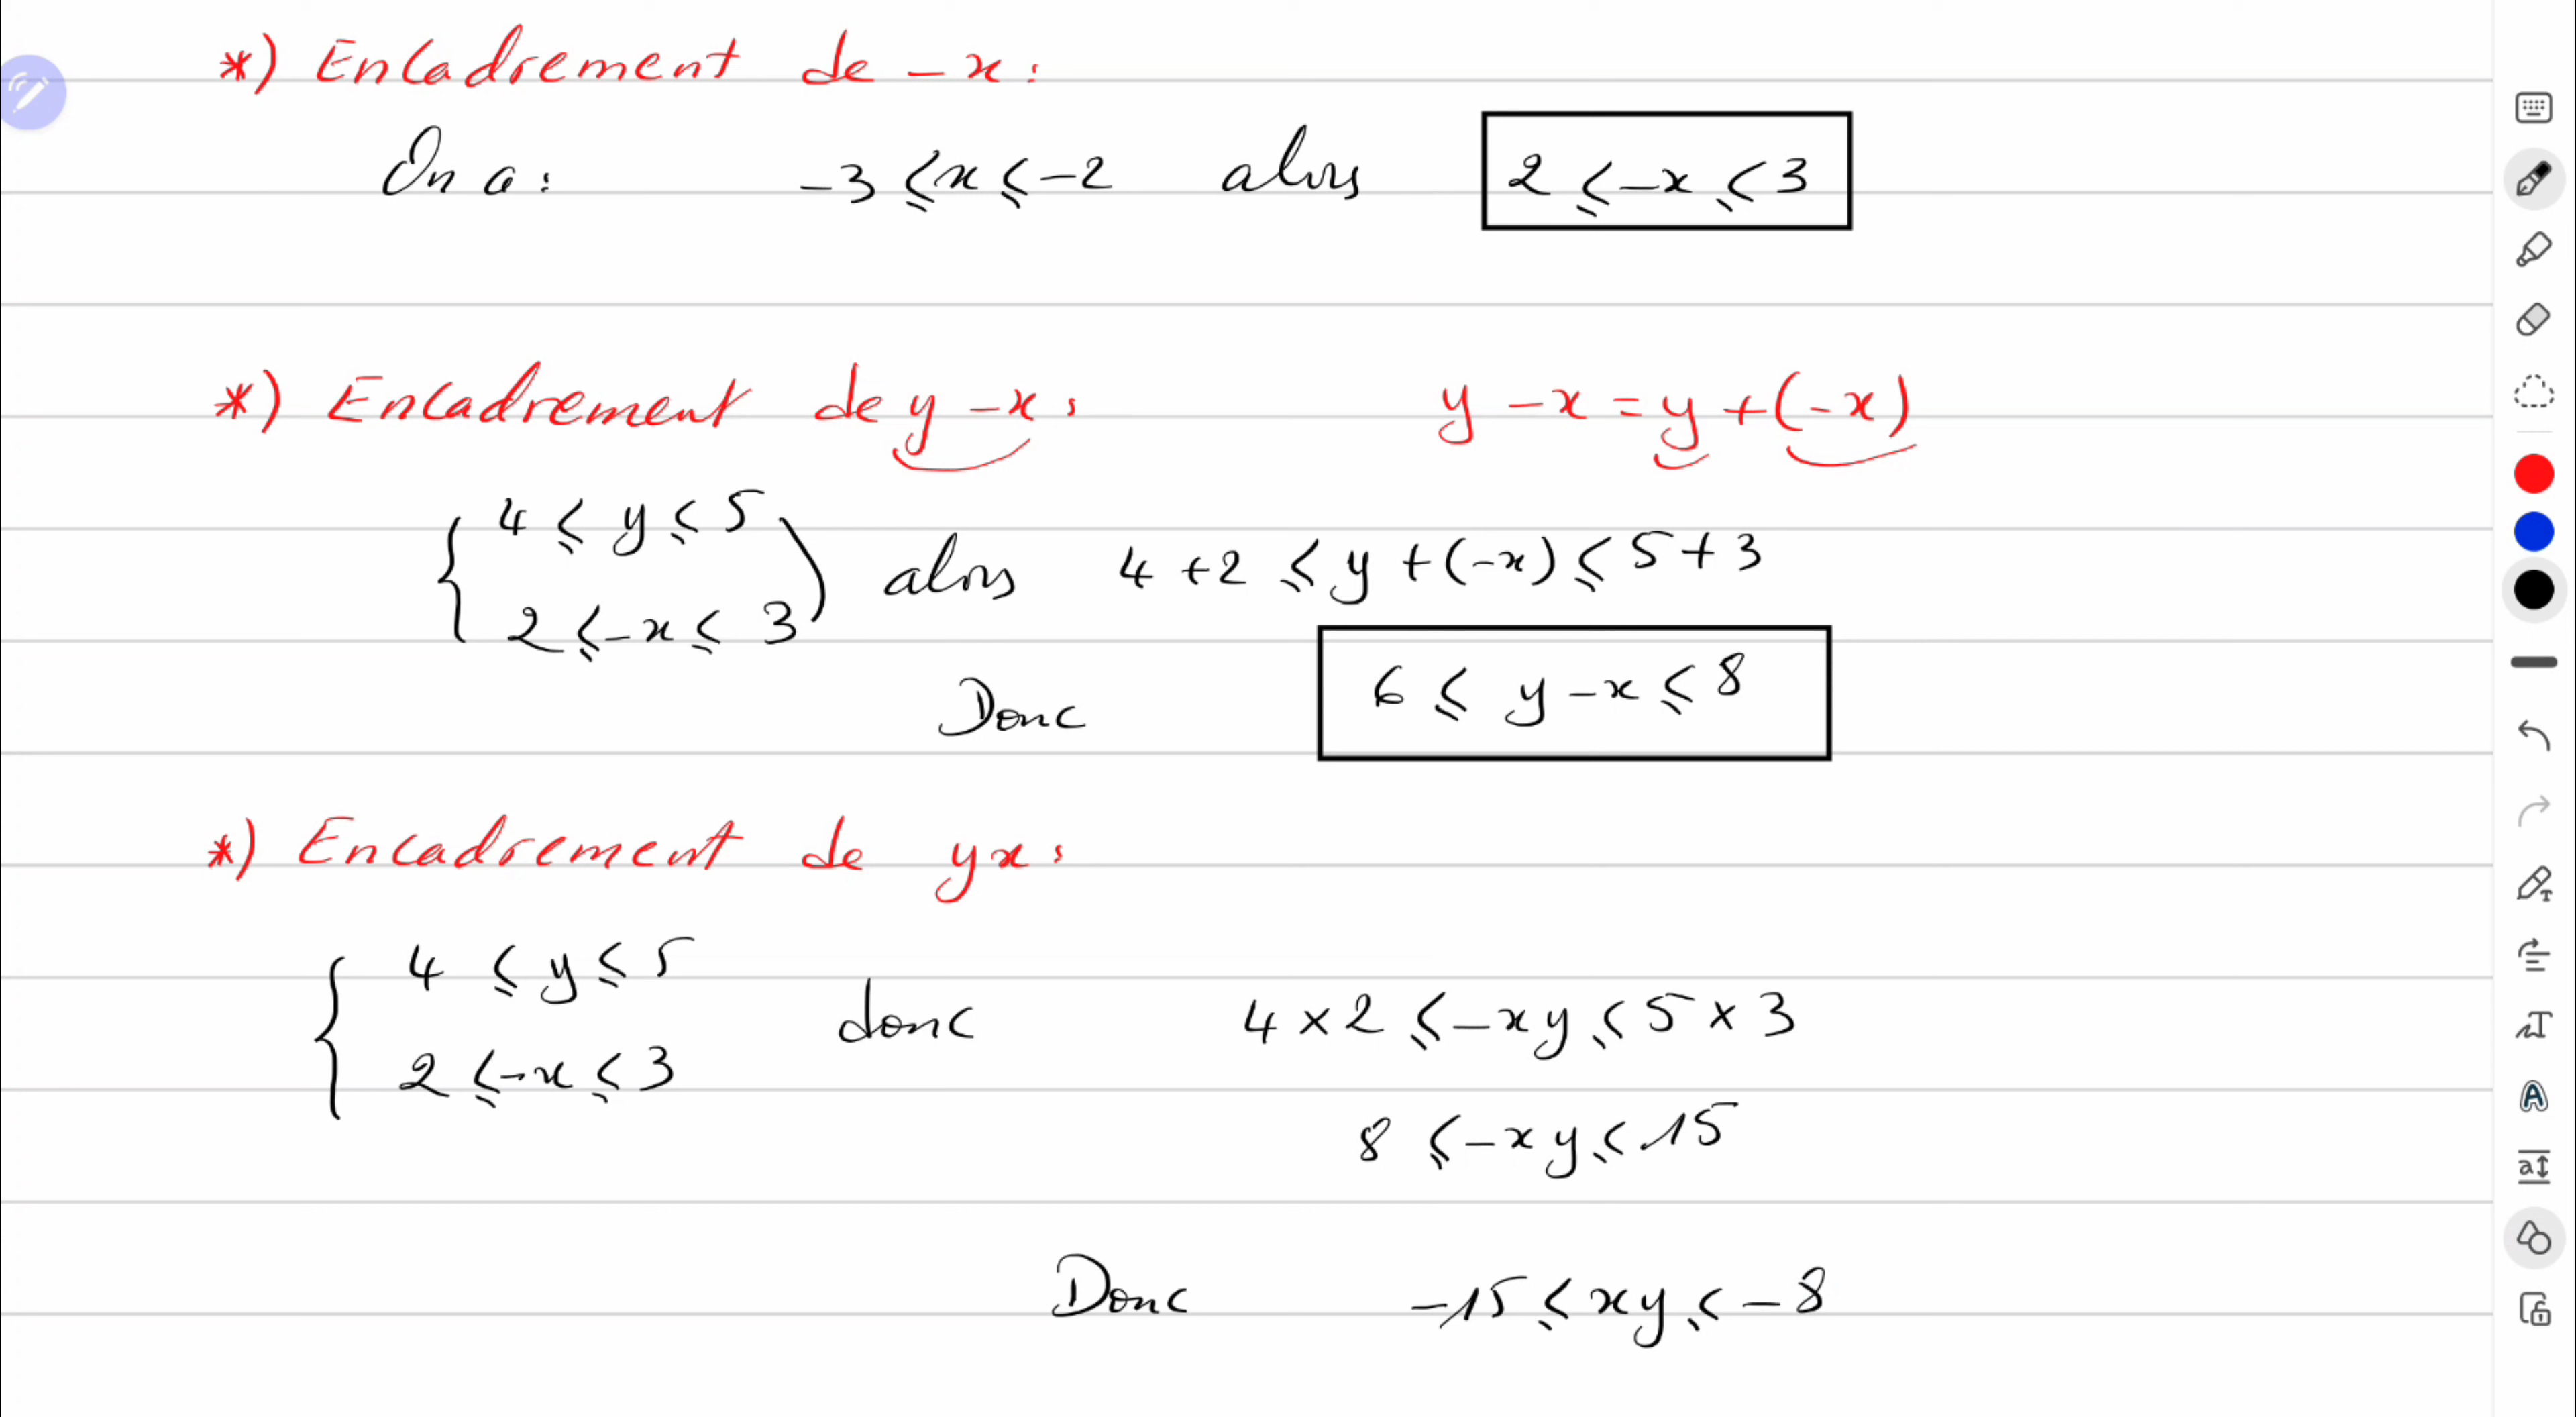 *) Encadrement de -x :
On a : -3 ⩽ x ⩽ -2 alors 2 ⩽ -x ⩽ 3
*) Encadrement de y - x : y - x = y + (-x)
4 ⩽ y ⩽ 5
2 ⩽ -x ⩽ 3
alors 4 + 2 ⩽ y + (-x) ⩽ 5 + 3
Donc 6 ⩽ y - x ⩽ 8
*) Encadrement de yx :
4 ⩽ y ⩽ 5
2 ⩽ -x ⩽ 3
donc 4 × 2 ⩽ -xy ⩽ 5 × 3
8 ⩽ -xy ⩽ 15
Donc -15 ⩽ xy ⩽ -8